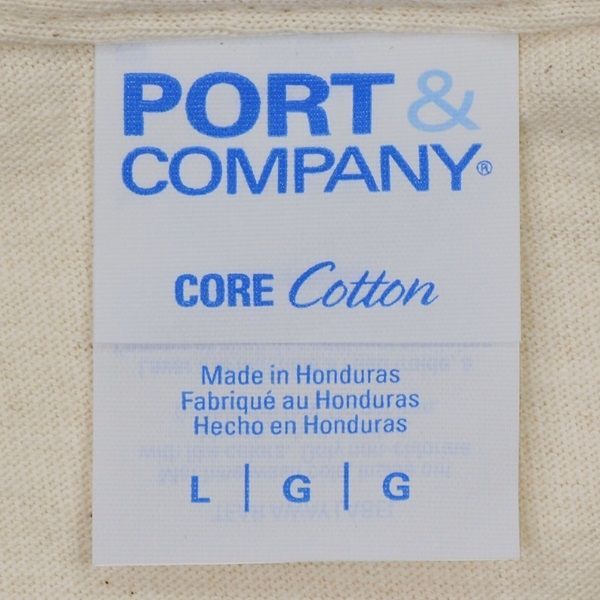 PORT &
COMPANY®
CORE Cotton
Made in Honduras
Fabriqué au Honduras
Hecho en Honduras
L | G | G